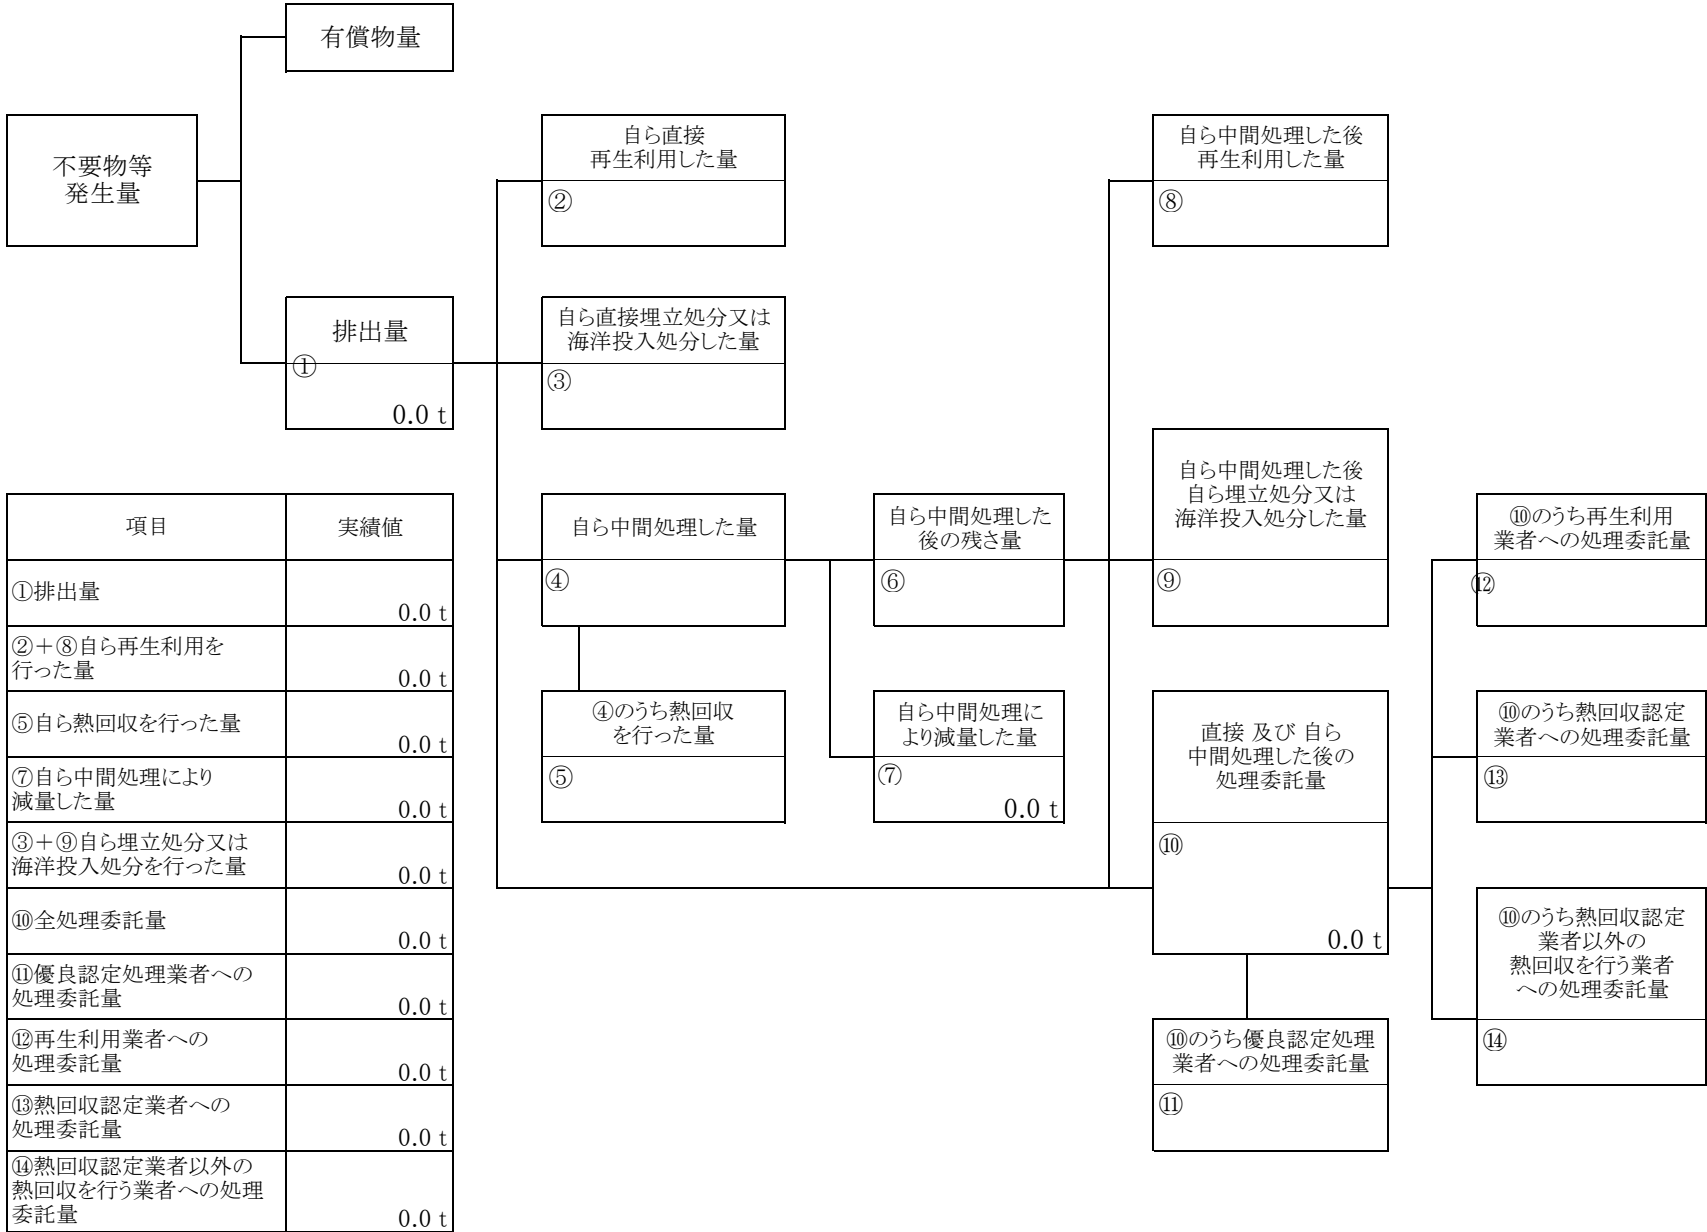 有償物量
不要物等
発生量
自ら直接
再生利用した量
②
自ら中間処理した後
再生利用した量
⑧
排出量
①
0.0 t
自ら直接埋立処分又は
海洋投入処分した量
③
自ら中間処理した量
④
自ら中間処理した
後の残さ量
⑥
自ら中間処理した後
自ら埋立処分又は
海洋投入処分した量
⑨
⑩のうち再生利用
業者への処理委託量
⑫
④のうち熱回収
を行った量
⑤
自ら中間処理に
より減量した量
⑦
0.0 t
直接 及び 自ら
中間処理した後の
処理委託量
⑩
0.0 t
⑩のうち熱回収認定
業者への処理委託量
⑬
⑩のうち熱回収認定
業者以外の
熱回収を行う業者
への処理委託量
⑭
⑩のうち優良認定処理
業者への処理委託量
⑪
項目 実績値
①排出量
0.0 t
②＋⑧自ら再生利用を
行った量
0.0 t
⑤自ら熱回収を行った量
0.0 t
⑦自ら中間処理により
減量した量
0.0 t
③＋⑨自ら埋立処分又は
海洋投入処分を行った量
0.0 t
⑩全処理委託量
0.0 t
⑪優良認定処理業者への
処理委託量
0.0 t
⑫再生利用業者への
処理委託量
0.0 t
⑬熱回収認定業者への
処理委託量
0.0 t
⑭熱回収認定業者以外の
熱回収を行う業者への処理
委託量
0.0 t